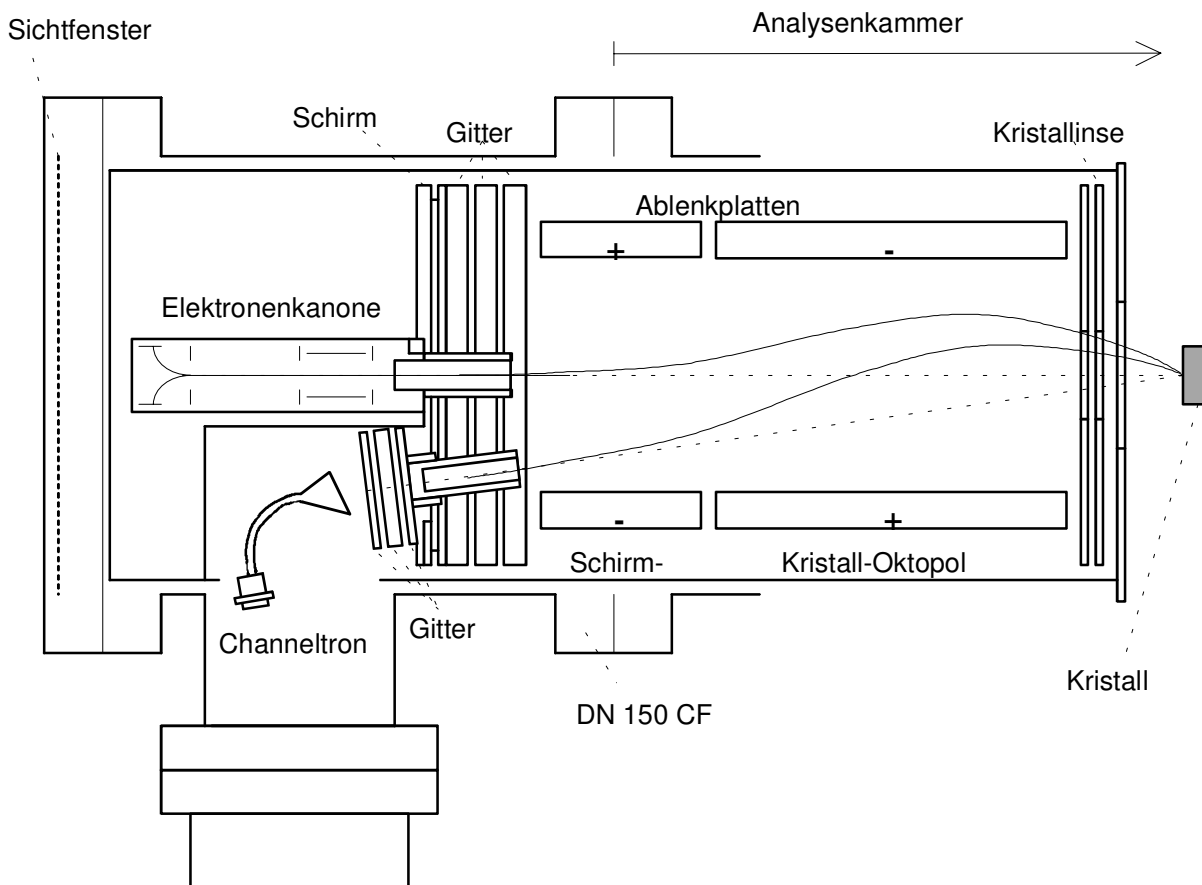 Sichtfenster
Analysenkammer
Schirm
Gitter
Kristallinse
Ablenkplatten
+
-
Elektronenkanone
-
+
Schirm-
Kristall-Oktopol
Channeltron
Gitter
Kristall
DN 150 CF